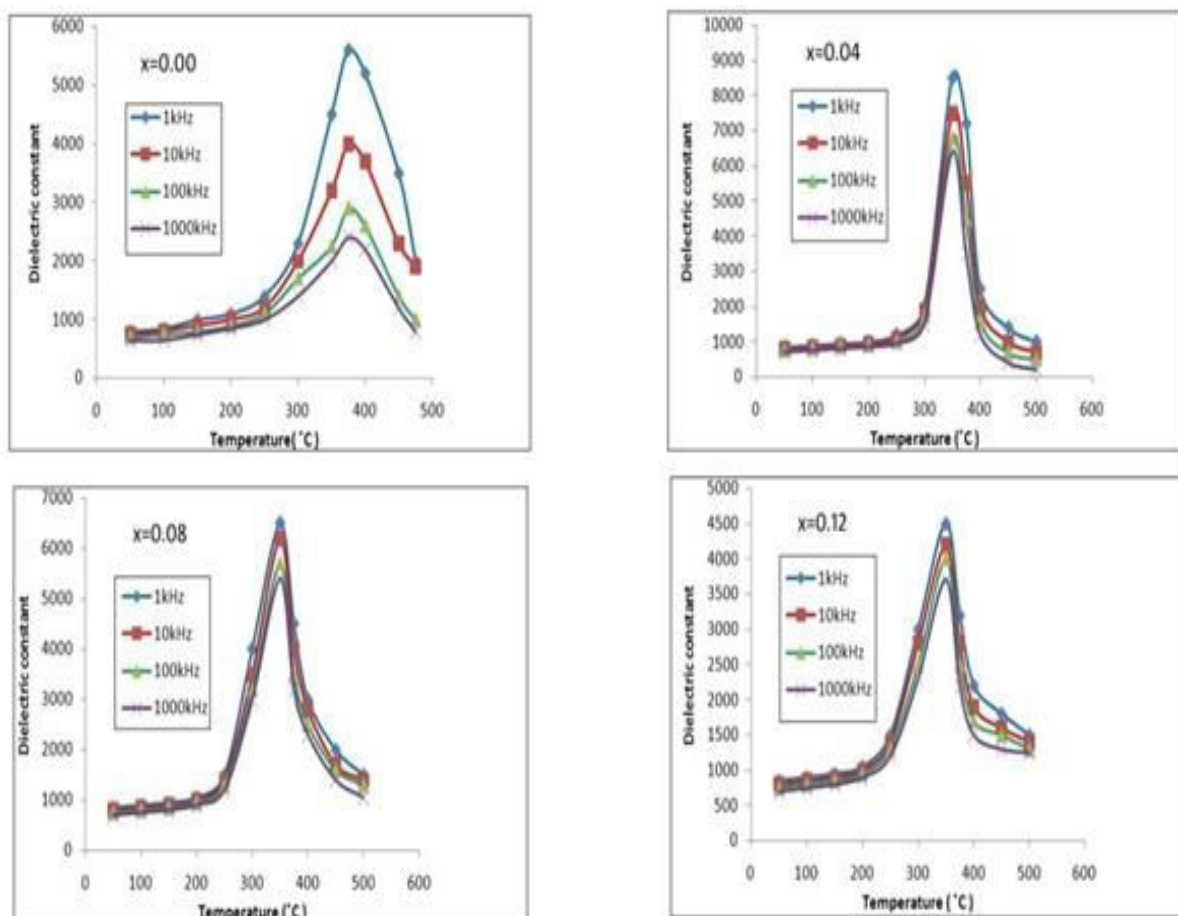 x=0.00
1kHz
10kHz
100kHz
1000kHz
Dielectric constant
6000
5000
4000
3000
2000
1000
0
0 100 200 300 400 500
Temperature(˚C)
x=0.04
1kHz
10kHz
100kHz
1000kHz
Dielectric constant
10000
9000
8000
7000
6000
5000
4000
3000
2000
1000
0
0 100 200 300 400 500 600
Temperature (˚C)
x=0.08
1kHz
10kHz
100kHz
1000kHz
Dielectric constant
7000
6000
5000
4000
3000
2000
1000
0
0 100 200 300 400 500 600
Temperature (˚C)
x=0.12
1kHz
10kHz
100kHz
1000kHz
Dielectric constant
5000
4500
4000
3500
3000
2500
2000
1500
1000
500
0
0 100 200 300 400 500 600
Temperature (˚C)